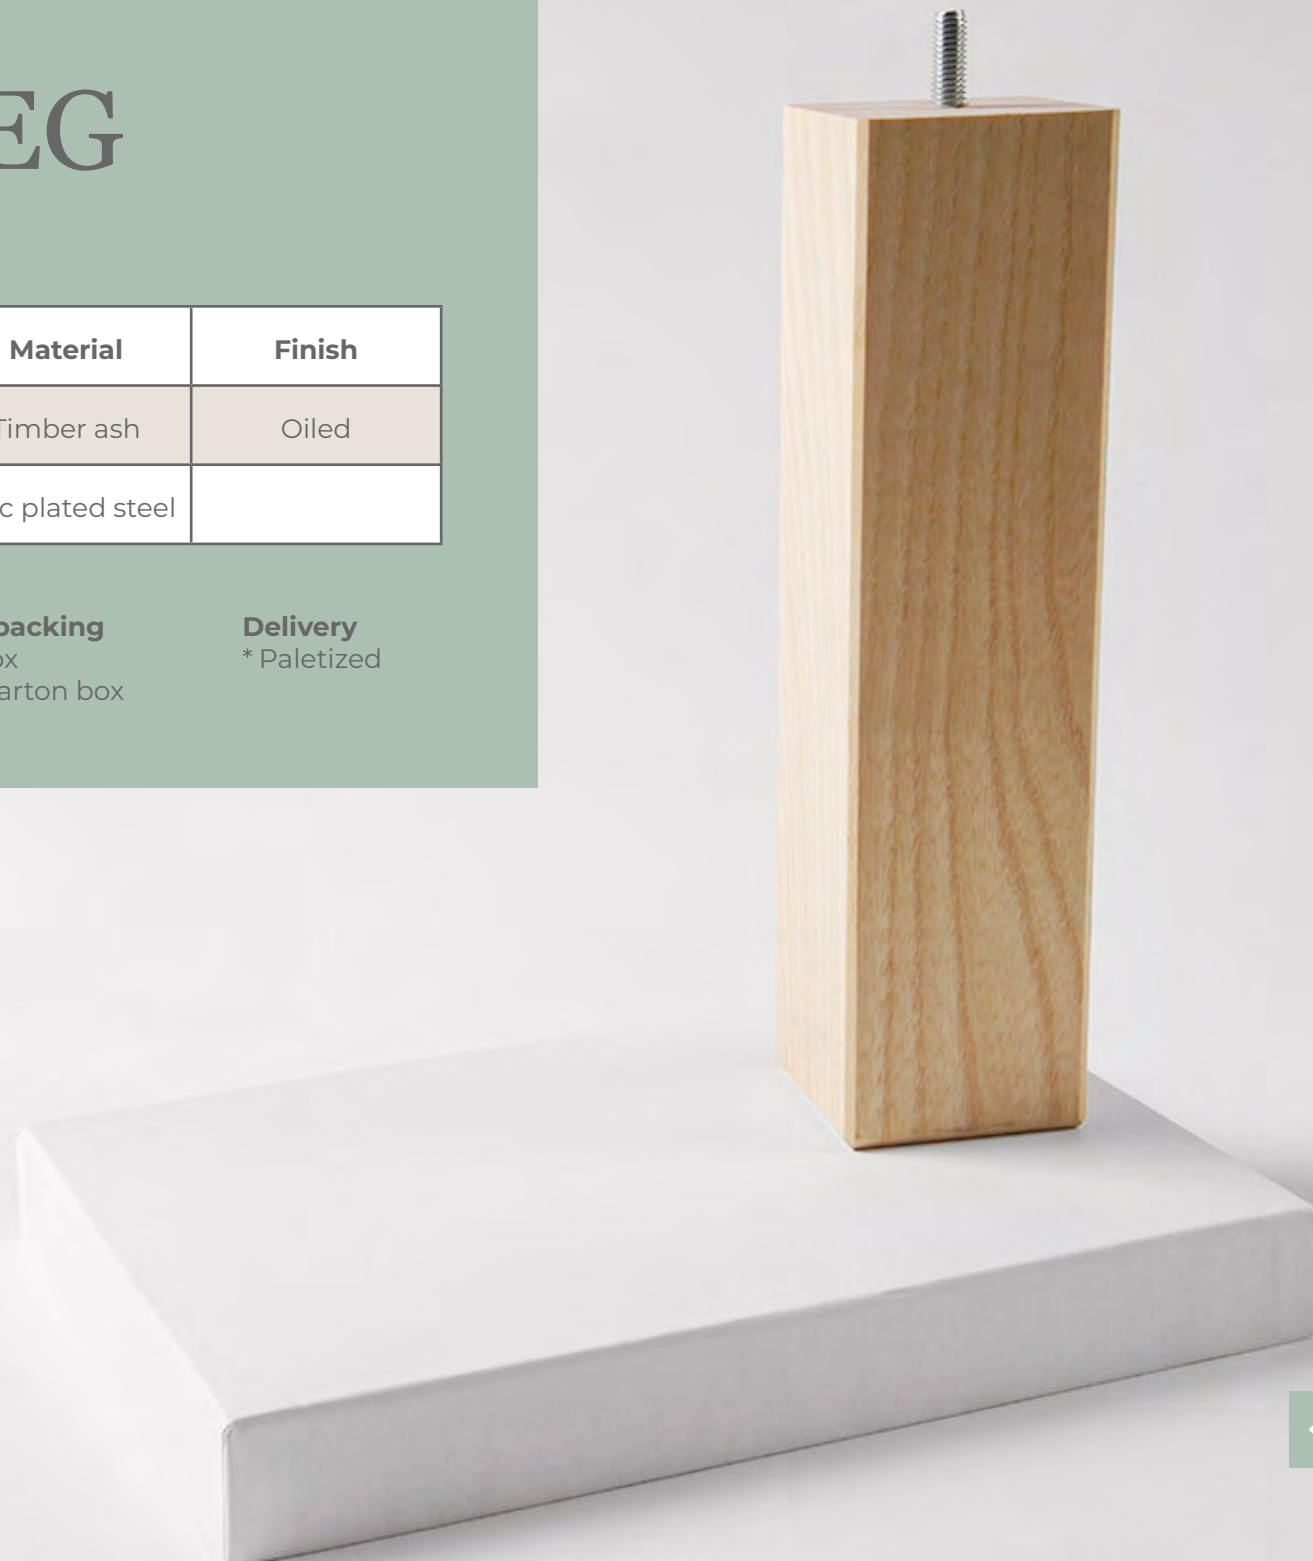 EG
Material Finish
Timber ash Oiled
c plated steel
packing Delivery
ox * Paletized
arton box